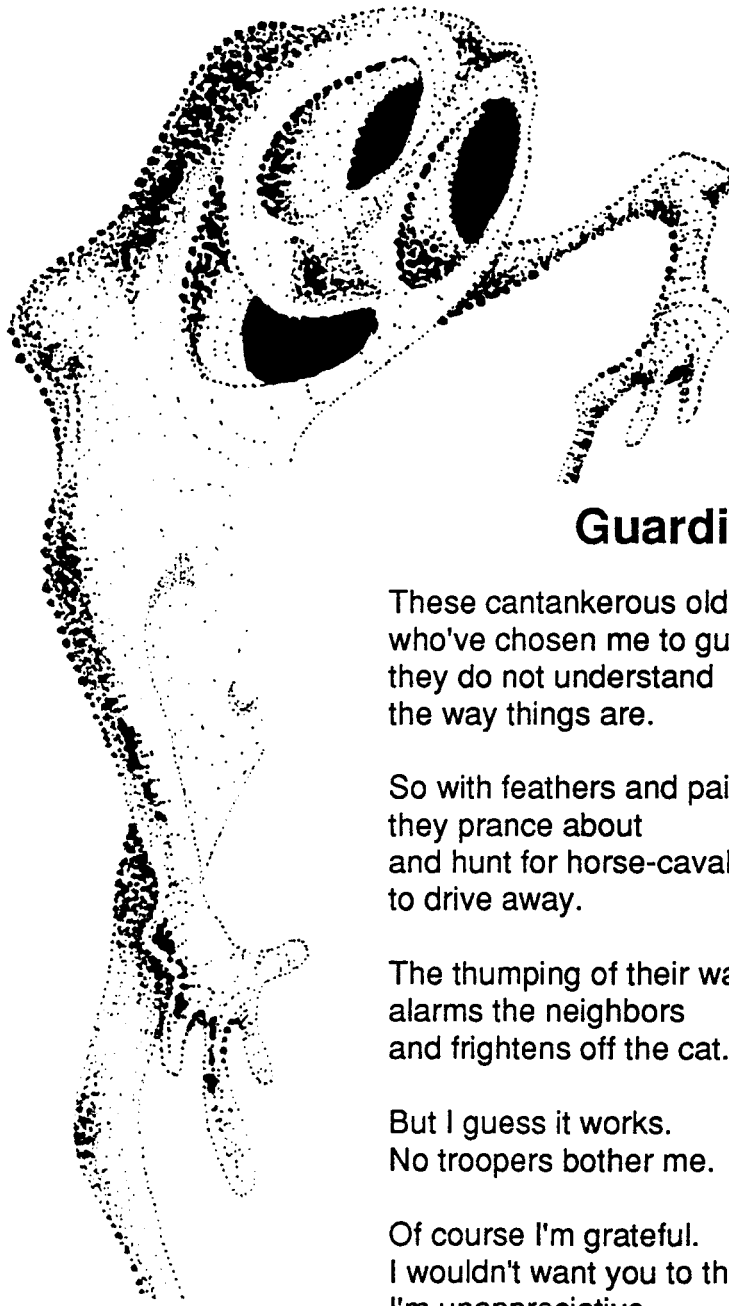 Guardi
These cantankerous old
who've chosen me to gu
they do not understand
the way things are.
So with feathers and pai
they prance about
and hunt for horse-caval
to drive away.
The thumping of their wa
alarms the neighbors
and frightens off the cat.
But I guess it works.
No troopers bother me.
Of course I'm grateful.
I wouldn't want you to th
I'm unappreciative